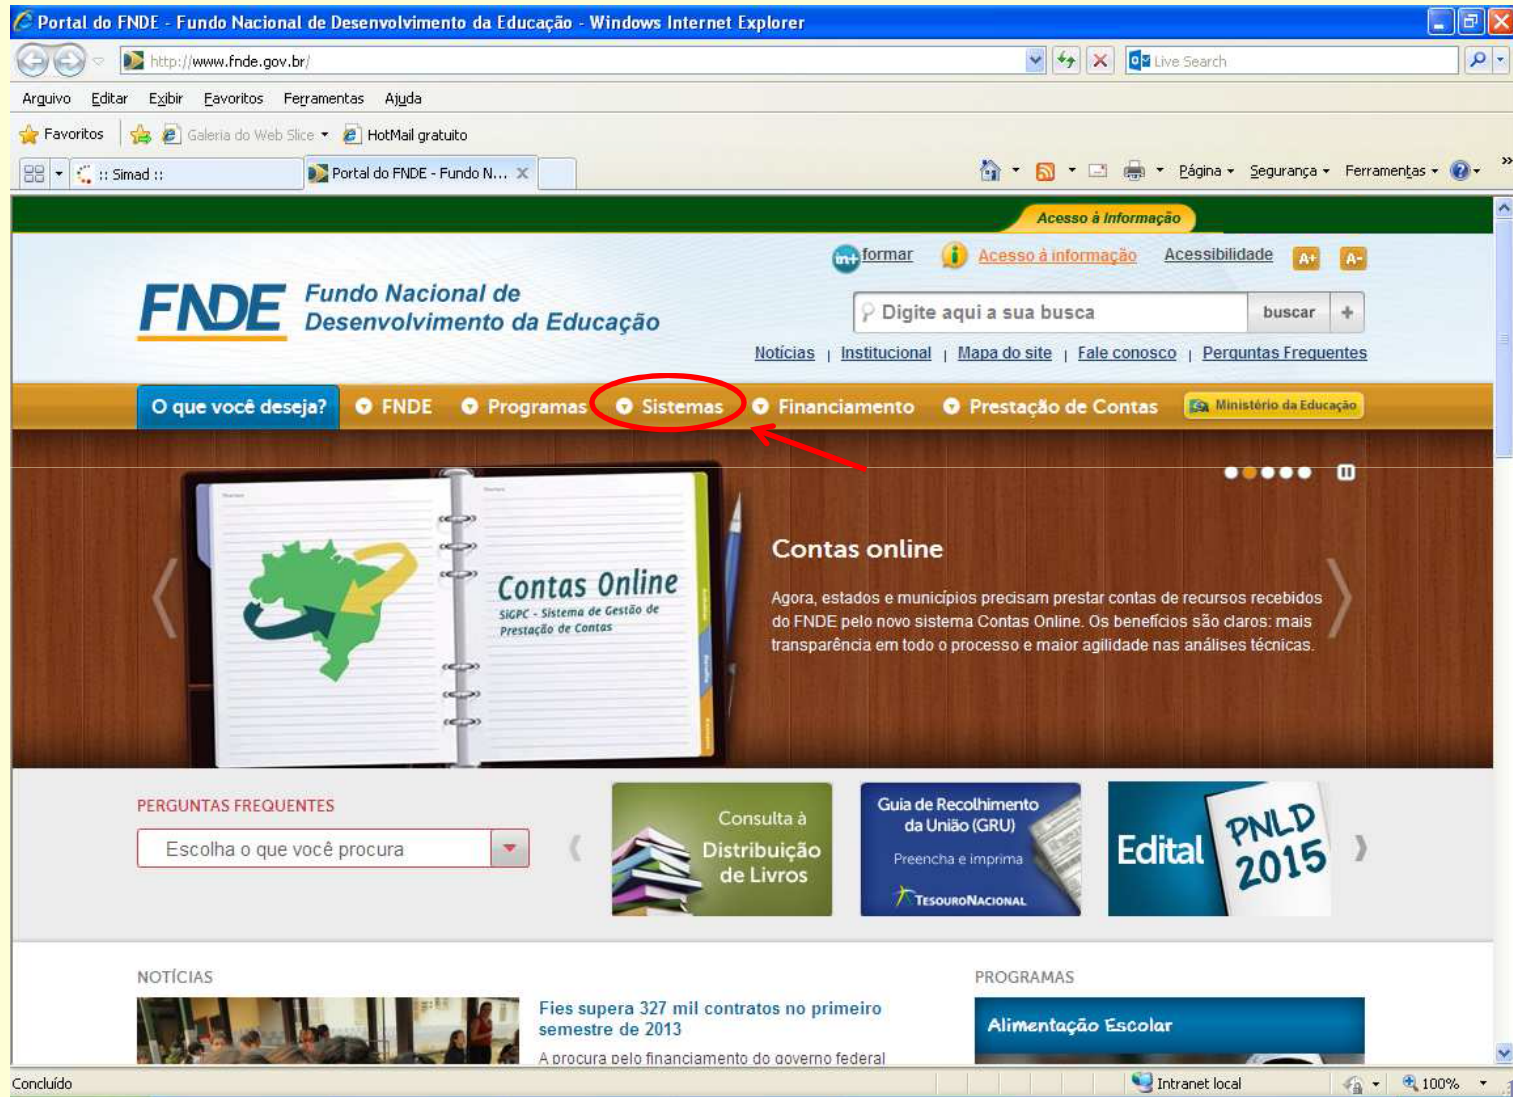 Portal do FNDE - Fundo Nacional de Desenvolvimento da Educação - Windows Internet Explorer
http://www.fnde.gov.br/
Live Search
Arquivo Editar Exibir Favoritos Ferramentas Ajuda
Favoritos Galeria do Web Slice HotMail gratuito
:: Simad :: Portal do FNDE - Fundo N... Página Segurança Ferramentas
Acesso à Informação
in+formar Acesso à informação Acessibilidade A+ A-
FNDE Fundo Nacional de
Desenvolvimento da Educação
Digite aqui a sua busca buscar +
Notícias | Institucional | Mapa do site | Fale conosco | Perguntas Frequentes
O que você deseja? FNDE Programas Sistemas Financiamento Prestação de Contas Ministério da Educação
Contas Online
SiGPC - Sistema de Gestão de
Prestação de Contas
Contas online
Agora, estados e municípios precisam prestar contas de recursos recebidos
do FNDE pelo novo sistema Contas Online. Os benefícios são claros: mais
transparência em todo o processo e maior agilidade nas análises técnicas.
PERGUNTAS FREQUENTES
Escolha o que você procura
Consulta à
Distribuição
de Livros
Guia de Recolhimento
da União (GRU)
Preencha e imprima
TESOURONACIONAL
Edital PNLD
2015
NOTÍCIAS
Fies supera 327 mil contratos no primeiro
semestre de 2013
A procura pelo financiamento do governo federal
PROGRAMAS
Alimentação Escolar
Concluído Intranet local 100%